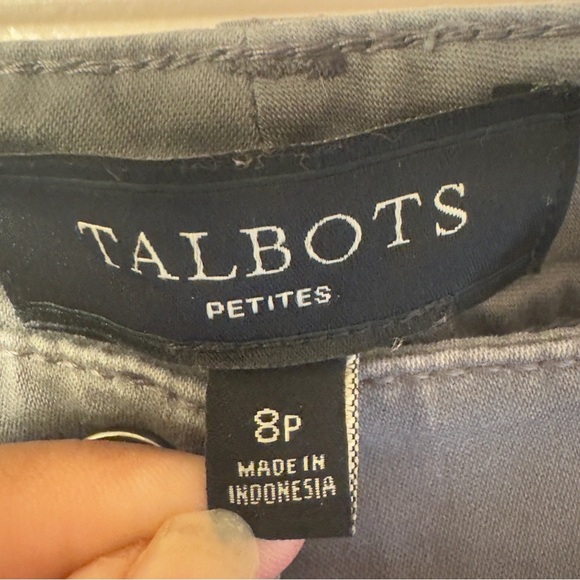 TALBOTS
PETITES
8P
MADE IN
INDONESIA